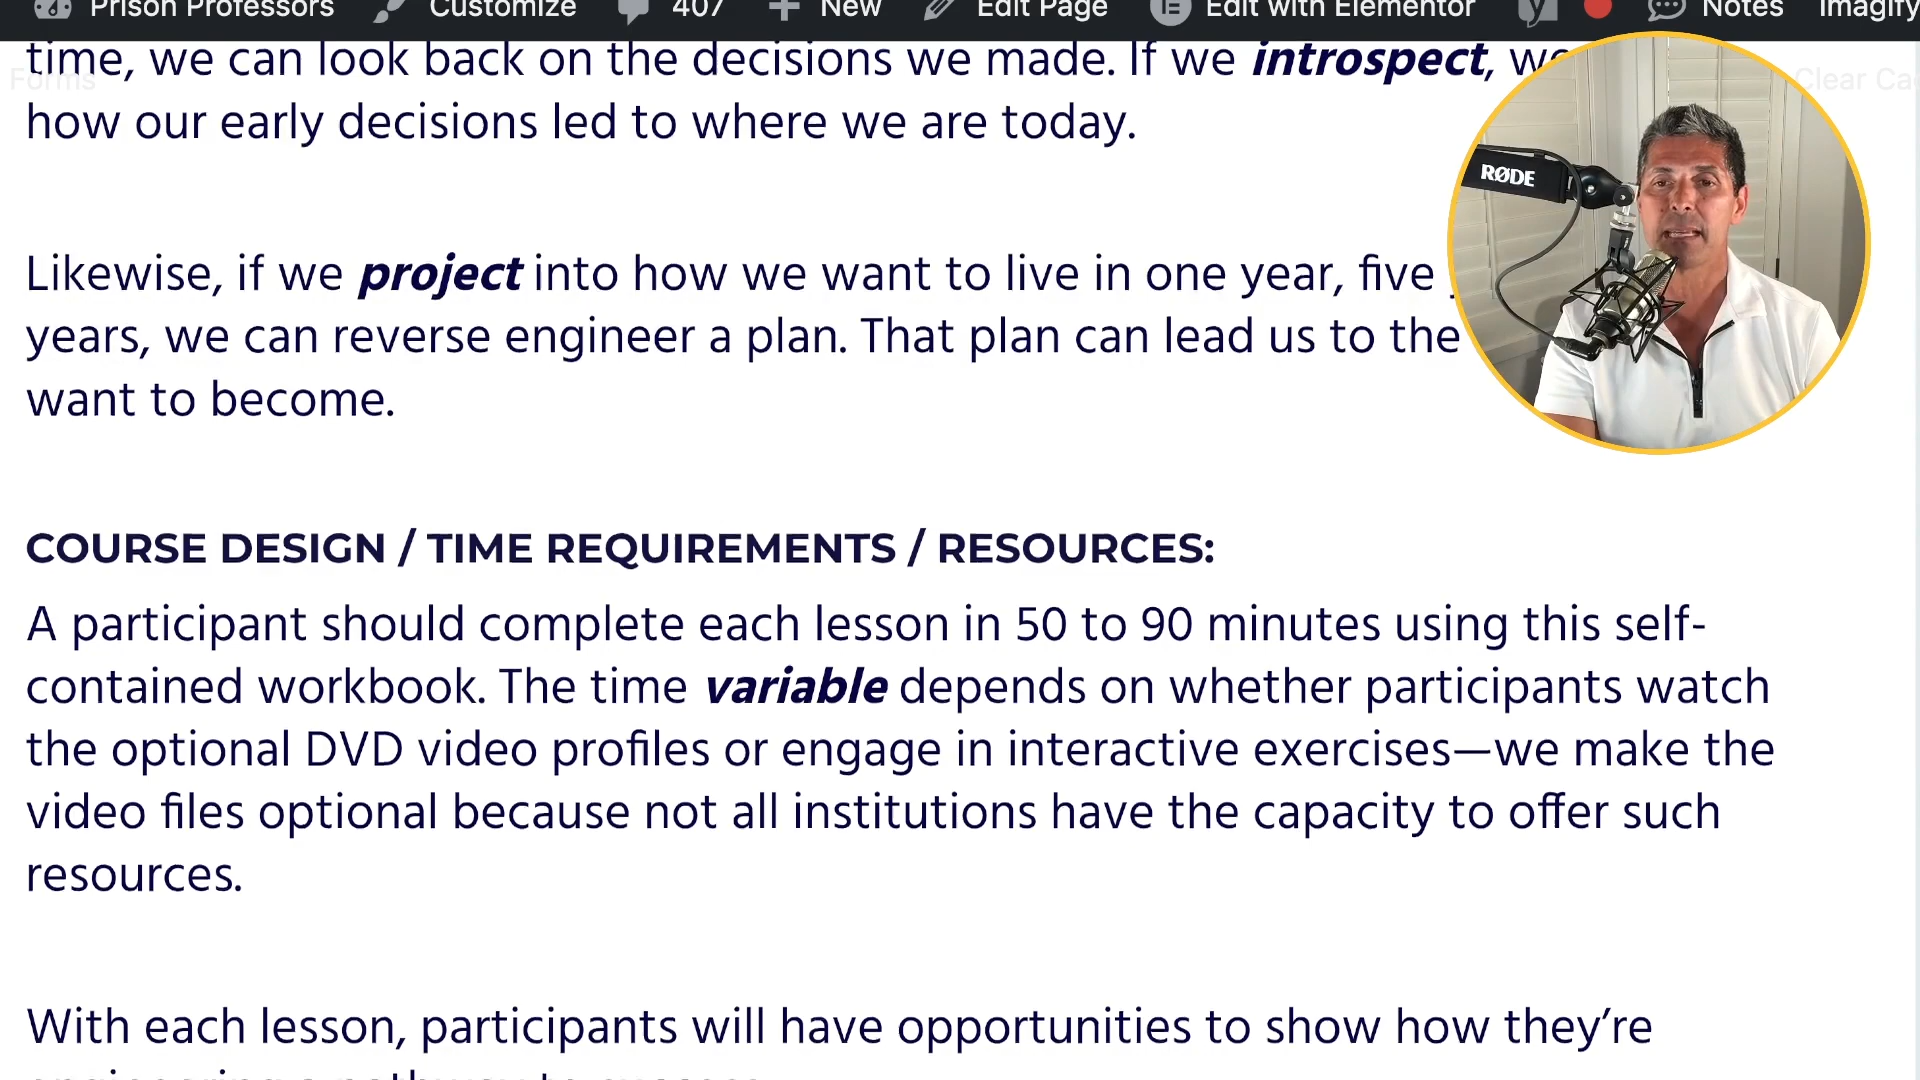 Prison Professors Customize 407 New Edit Page Edit with Elementor Notes Imagify
Forms Clear
time, we can look back on the decisions we made. If we introspect, we
how our early decisions led to where we are today.
RØDE
Likewise, if we project into how we want to live in one year, five
years, we can reverse engineer a plan. That plan can lead us to the
want to become.
COURSE DESIGN / TIME REQUIREMENTS / RESOURCES:
A participant should complete each lesson in 50 to 90 minutes using this self-
contained workbook. The time variable depends on whether participants watch
the optional DVD video profiles or engage in interactive exercises—we make the
video files optional because not all institutions have the capacity to offer such
resources.
With each lesson, participants will have opportunities to show how they’re